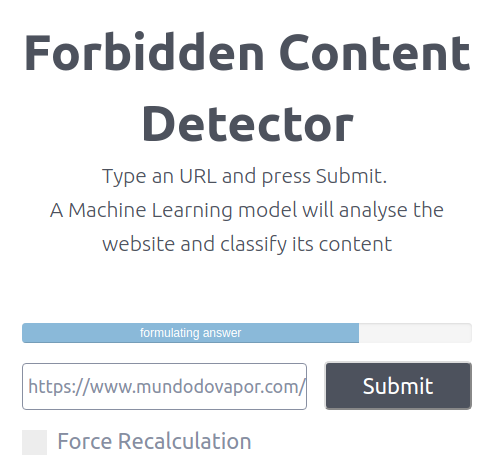 Forbidden Content
Detector
Type an URL and press Submit.
A Machine Learning model will analyse the
website and classify its content
formulating answer
https://www.mundodovapor.com/
Submit
Force Recalculation